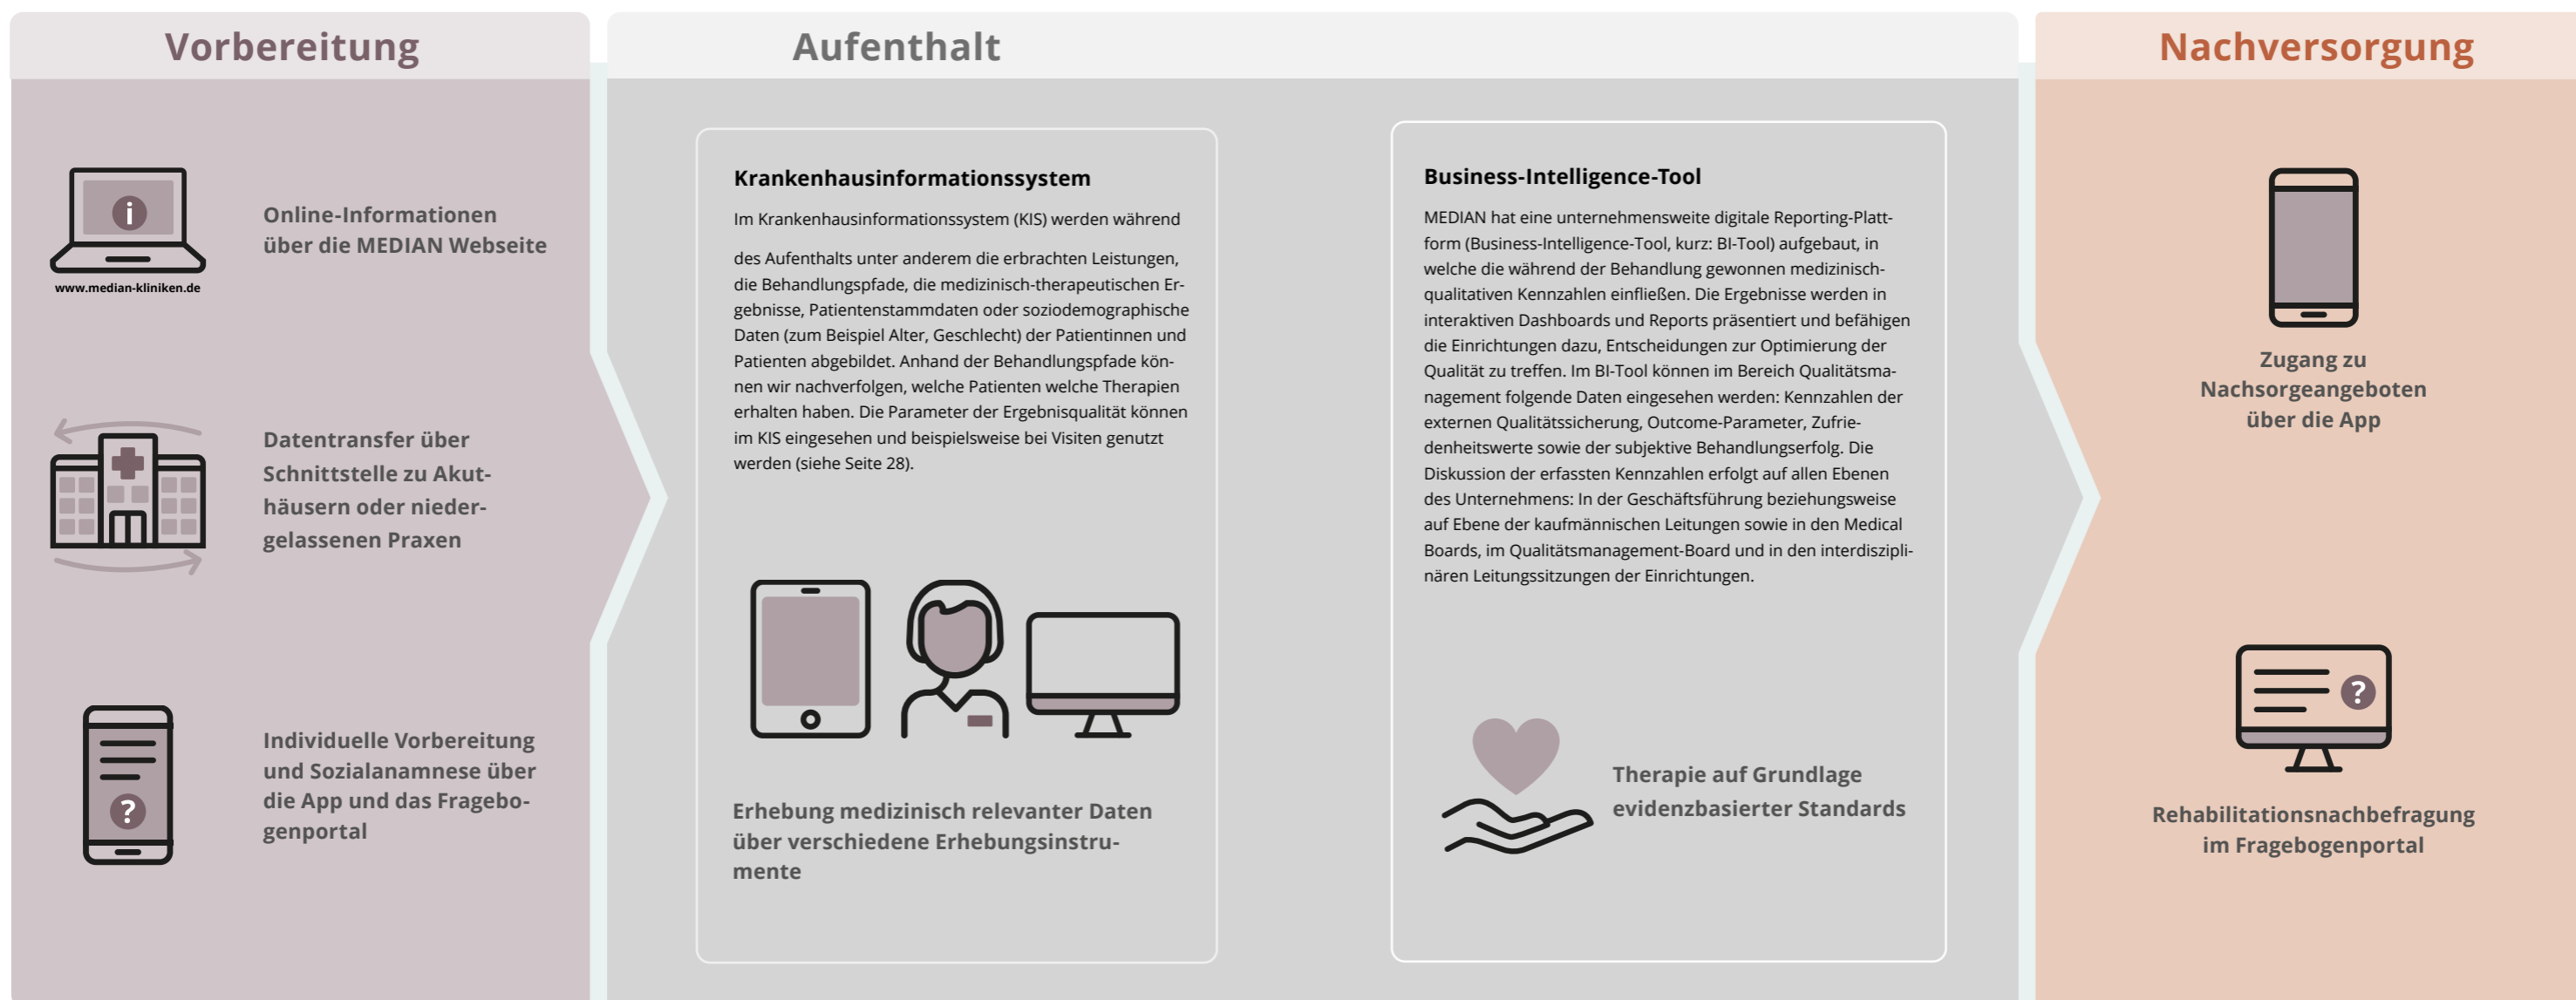 Vorbereitung
i
www.median-kliniken.de
Online-Informationen
über die MEDIAN Webseite
Datentransfer über
Schnittstelle zu Akut-
häusern oder nieder-
gelassenen Praxen
?
Individuelle Vorbereitung
und Sozialanamnese über
die App und das Fragebo-
genportal
Aufenthalt
Krankenhausinformationssystem
Im Krankenhausinformationssystem (KIS) werden während
des Aufenthalts unter anderem die erbrachten Leistungen,
die Behandlungspfade, die medizinisch-therapeutischen Er-
gebnisse, Patientenstammdaten oder soziodemographische
Daten (zum Beispiel Alter, Geschlecht) der Patientinnen und
Patienten abgebildet. Anhand der Behandlungspfade kön-
nen wir nachverfolgen, welche Patienten welche Therapien
erhalten haben. Die Parameter der Ergebnisqualität können
im KIS eingesehen und beispielsweise bei Visiten genutzt
werden (siehe Seite 28).
Erhebung medizinisch relevanter Daten
über verschiedene Erhebungsinstru-
mente
Business-Intelligence-Tool
MEDIAN hat eine unternehmensweite digitale Reporting-Platt-
form (Business-Intelligence-Tool, kurz: BI-Tool) aufgebaut, in
welche die während der Behandlung gewonnen medizinisch-
qualitativen Kennzahlen einfließen. Die Ergebnisse werden in
interaktiven Dashboards und Reports präsentiert und befähigen
die Einrichtungen dazu, Entscheidungen zur Optimierung der
Qualität zu treffen. Im BI-Tool können im Bereich Qualitätsma-
nagement folgende Daten eingesehen werden: Kennzahlen der
externen Qualitätssicherung, Outcome-Parameter, Zufrie-
denheitswerte sowie der subjektive Behandlungserfolg. Die
Diskussion der erfassten Kennzahlen erfolgt auf allen Ebenen
des Unternehmens: In der Geschäftsführung beziehungsweise
auf Ebene der kaufmännischen Leitungen sowie in den Medical
Boards, im Qualitätsmanagement-Board und in den interdiszipli-
nären Leitungssitzungen der Einrichtungen.
Therapie auf Grundlage
evidenzbasierter Standards
Nachversorgung
Zugang zu
Nachsorgeangeboten
über die App
?
Rehabilitationsnachbefragung
im Fragebogenportal